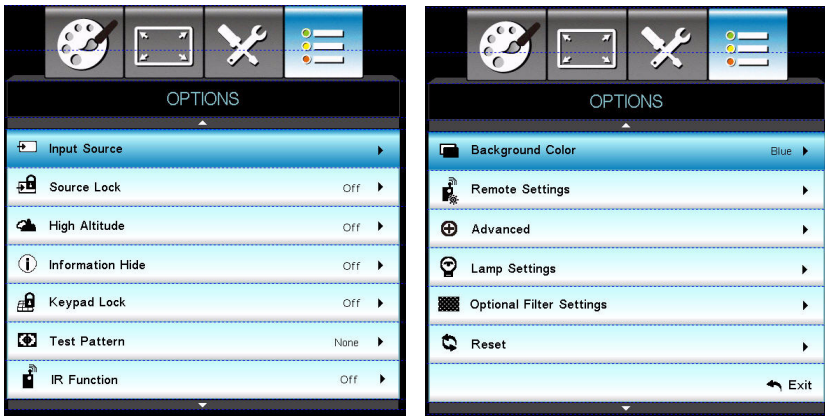 OPTIONS
Input Source
Source Lock Off
High Altitude Off
Information Hide Off
Keypad Lock Off
Test Pattern None
IR Function Off
OPTIONS
Background Color Blue
Remote Settings
Advanced
Lamp Settings
Optional Filter Settings
Reset
Exit